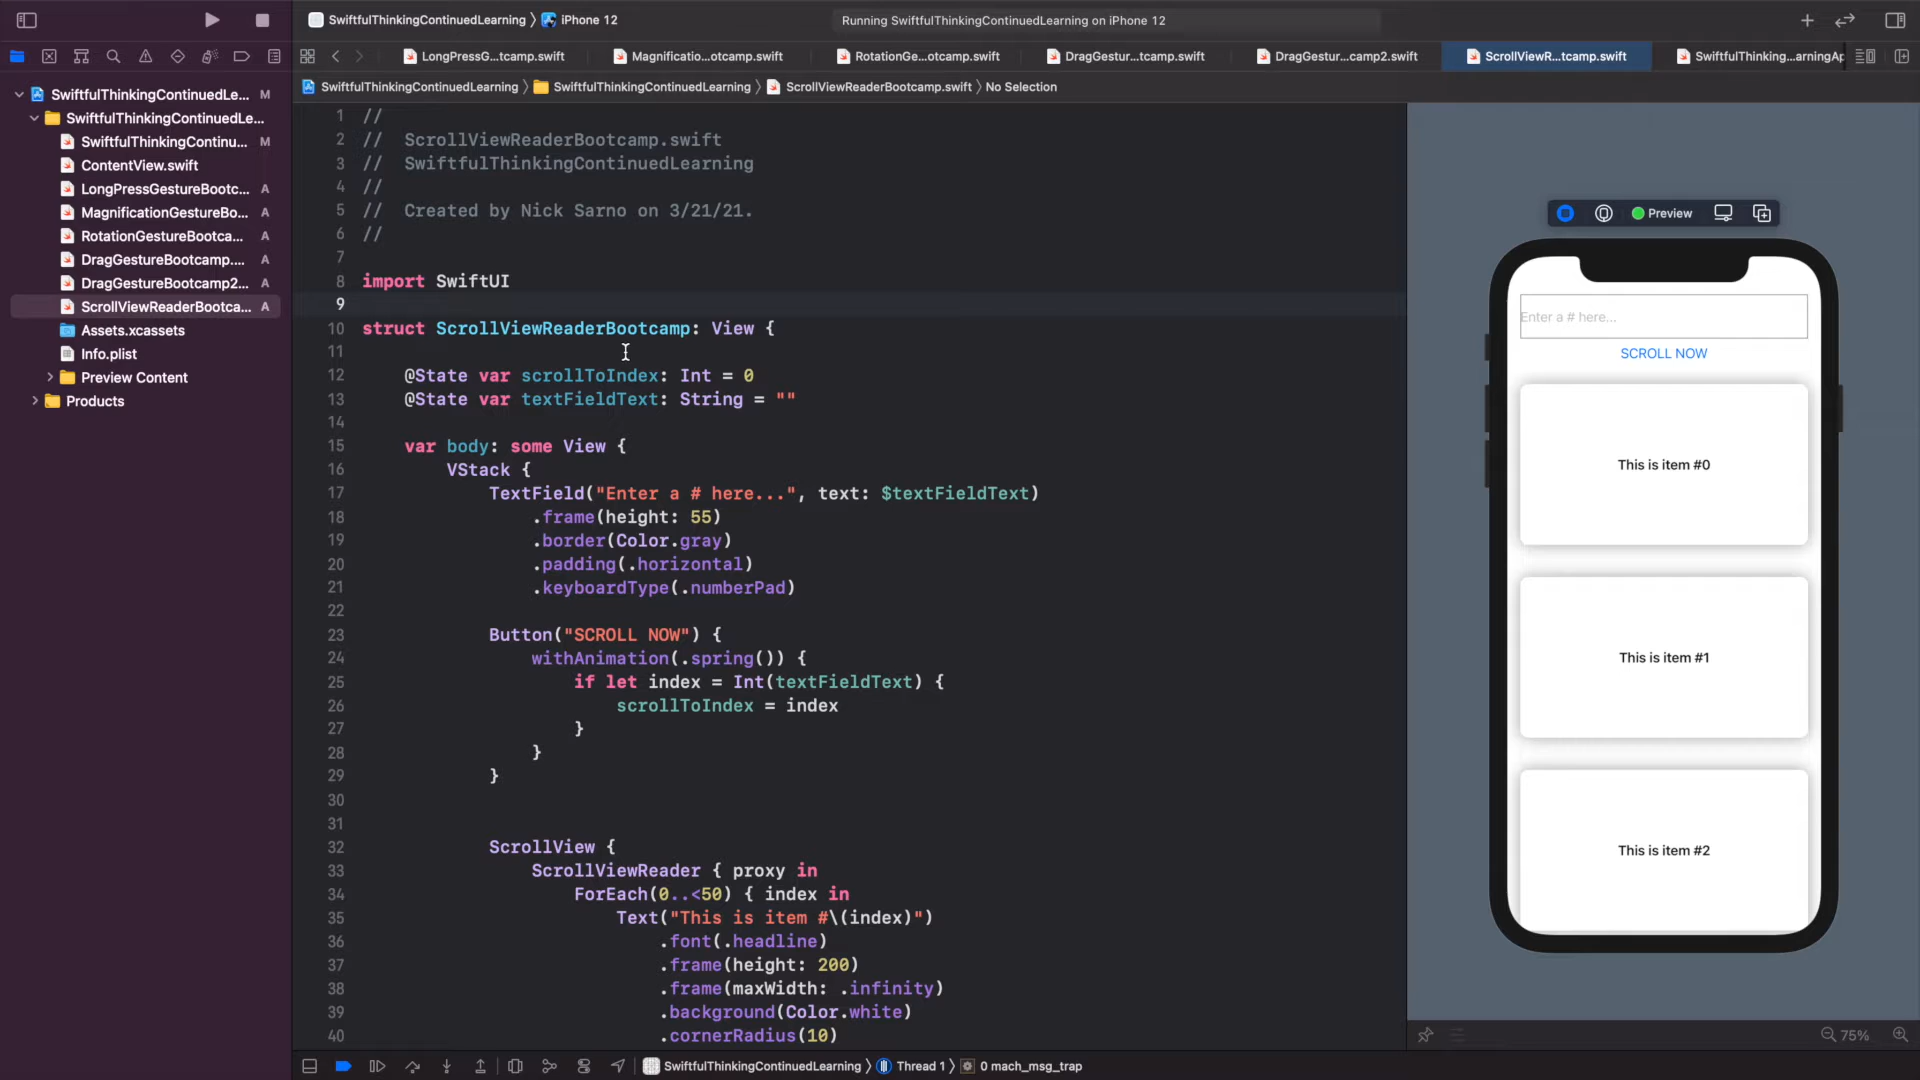 SwiftfulThinkingContinuedLearning
iPhone 12
Running SwiftfulThinkingContinuedLearning on iPhone 12
LongPressG...tcamp.swift
Magnificatio...otcamp.swift
RotationGe...otcamp.swift
DragGestur...tcamp.swift
DragGestur...camp2.swift
ScrollViewR...tcamp.swift
SwiftfulThinking...arningAp
SwiftfulThinkingContinuedLearning
SwiftfulThinkingContinuedLearning
ScrollViewReaderBootcamp.swift
No Selection
SwiftfulThinkingContinuedLe... M
SwiftfulThinkingContinuedLe...
SwiftfulThinkingContinu... M
ContentView.swift
LongPressGestureBootc... A
MagnificationGestureBo... A
RotationGestureBootca... A
DragGestureBootcamp.... A
DragGestureBootcamp2... A
ScrollViewReaderBootca... A
Assets.xcassets
Info.plist
Preview Content
Products
1 //
2 //  ScrollViewReaderBootcamp.swift
3 //  SwiftfulThinkingContinuedLearning
4 //
5 //  Created by Nick Sarno on 3/21/21.
6 //
7
8 import SwiftUI
9
10 struct ScrollViewReaderBootcamp: View {
11
12     @State var scrollToIndex: Int = 0
13     @State var textFieldText: String = ""
14
15     var body: some View {
16         VStack {
17             TextField("Enter a # here...", text: $textFieldText)
18                 .frame(height: 55)
19                 .border(Color.gray)
20                 .padding(.horizontal)
21                 .keyboardType(.numberPad)
22
23             Button("SCROLL NOW") {
24                 withAnimation(.spring()) {
25                     if let index = Int(textFieldText) {
26                         scrollToIndex = index
27                     }
28                 }
29             }
30
31
32             ScrollView {
33                 ScrollViewReader { proxy in
34                     ForEach(0..<50) { index in
35                         Text("This is item #\(index)")
36                             .font(.headline)
37                             .frame(height: 200)
38                             .frame(maxWidth: .infinity)
39                             .background(Color.white)
40                             .cornerRadius(10)
Preview
Enter a # here...
SCROLL NOW
This is item #0
This is item #1
This is item #2
75%
SwiftfulThinkingContinuedLearning
Thread 1
0 mach_msg_trap